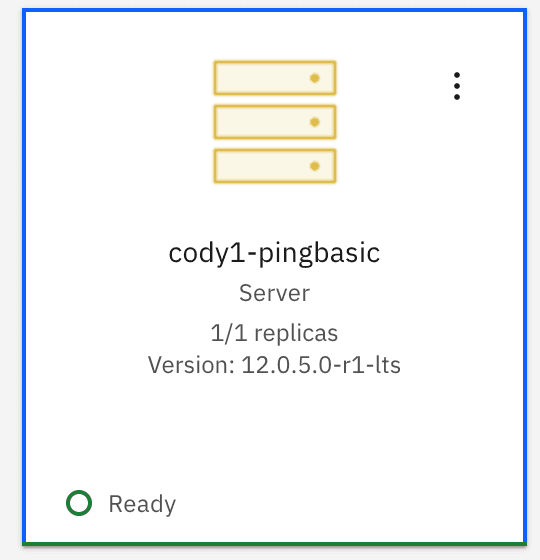 cody1-pingbasic
Server
1/1 replicas
Version: 12.0.5.0-r1-lts
Ready